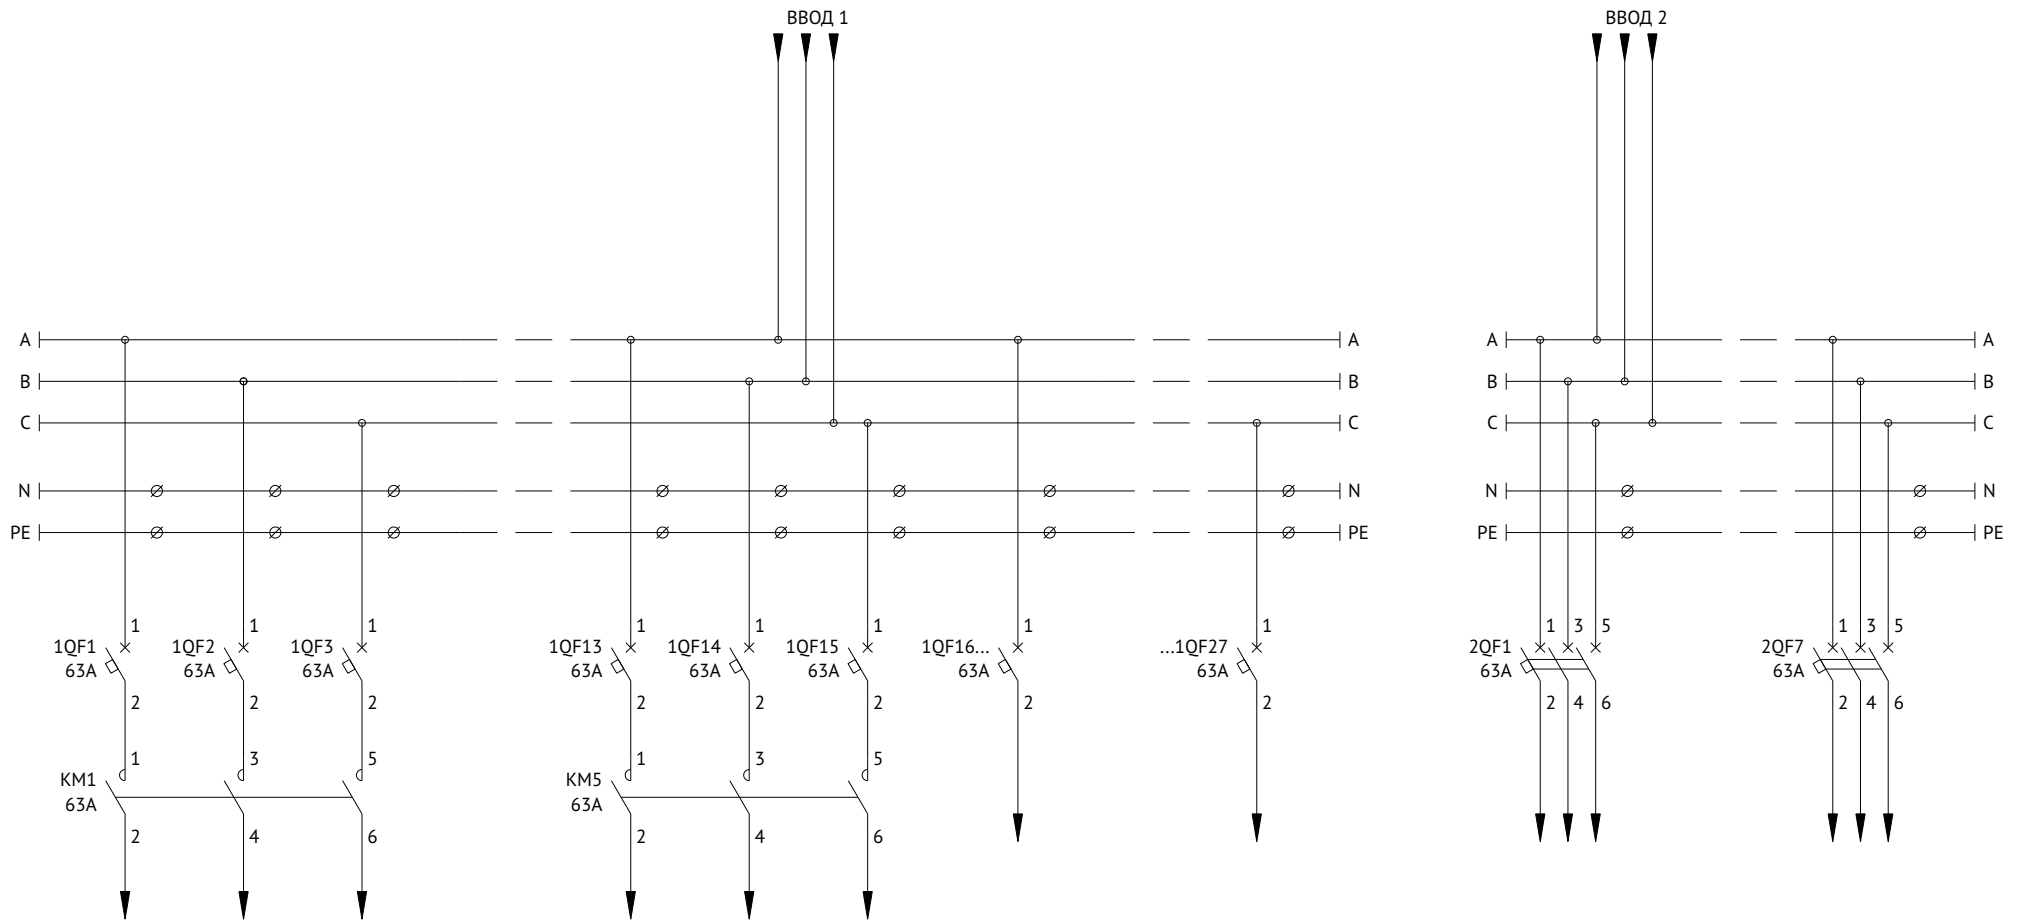 ВВОД 1 ВВОД 2
A A A A
B B B B
C C C C
N N N N
PE PE PE PE
1 1 1 1 1 1 1 1 1 3 5 1 3 5
1QF1 1QF2 1QF3 1QF13 1QF14 1QF15 1QF16... ...1QF27 2QF1 2QF7
63A 63A 63A 63A 63A 63A 63A 63A 63A 63A
2 2 2 2 2 2 2 2 2 4 6 2 4 6
1 3 5 1 3 5
KM1 KM5
63A 63A
2 4 6 2 4 6